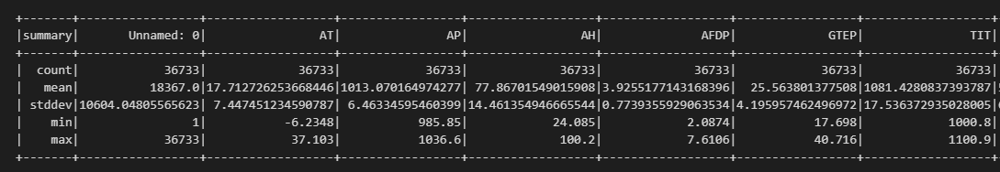 +-------+------------------+------------------+------------------+------------------+------------------+------------------+------------------+
|summary|       Unnamed: 0|                AT|                AP|                AH|              AFDP|             GTEP|               TIT|
+-------+------------------+------------------+------------------+------------------+------------------+------------------+------------------+
|  count|            36733|             36733|             36733|             36733|             36733|            36733|             36733|
|   mean|          18367.0|17.712726253668446|1013.070164974277| 77.86701549015908|3.9255177143168396|  25.563801377508|1081.4280837393787|
| stddev|10604.04805565623| 7.447451234590787| 6.46334595460399|14.461354946665544|0.7739355929063534|4.195957462496972|17.536372935028005|
|    min|                1|           -6.2348|            985.85|            24.085|            2.0874|           17.698|            1000.8|
|    max|            36733|            37.103|            1036.6|             100.2|            7.6106|           40.716|            1100.9|
+-------+------------------+------------------+------------------+------------------+------------------+------------------+------------------+